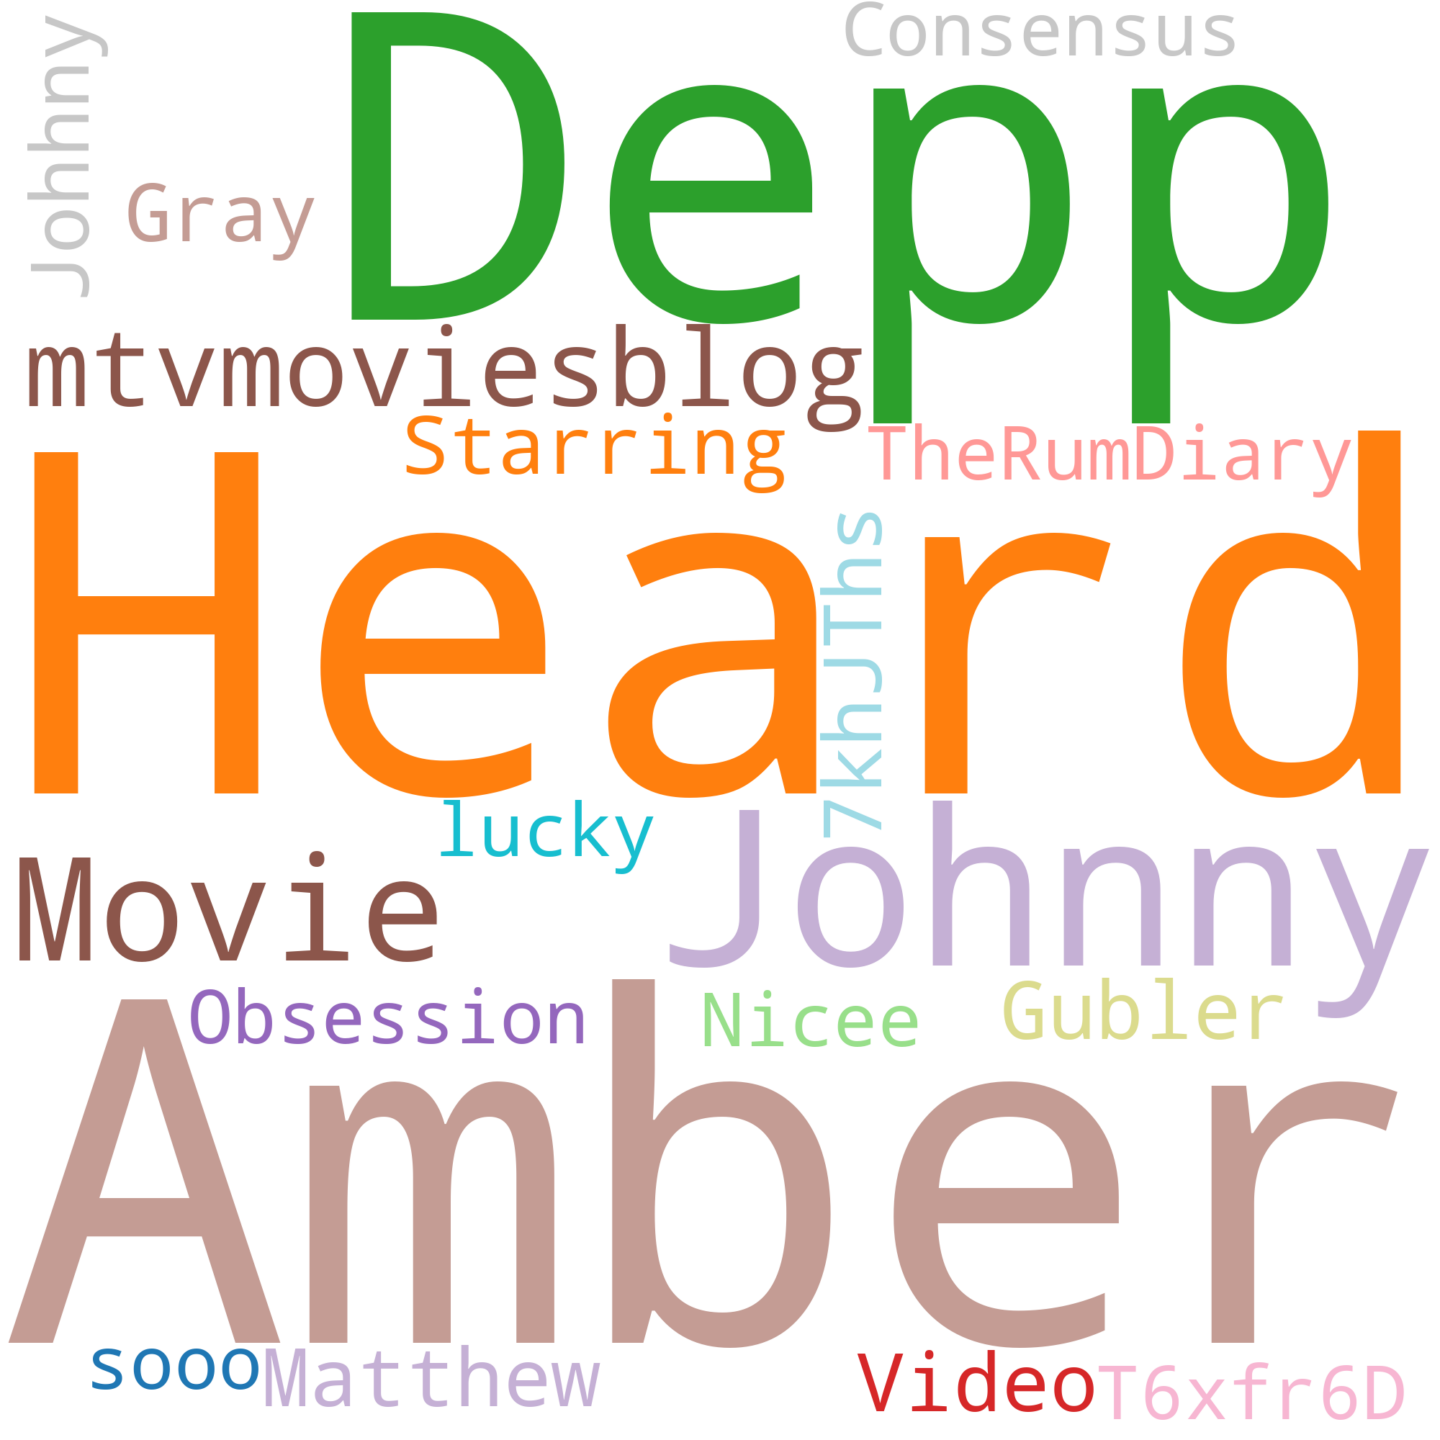 Consensus
Johhny
Depp
Gray
mtvmoviesblog
Starring
TheRumDiary
Heard
7khJThs
lucky
Johnny
Movie
Obsession
Nicee
Gubler
Amber
sooo
Matthew
Video
T6xfr6D